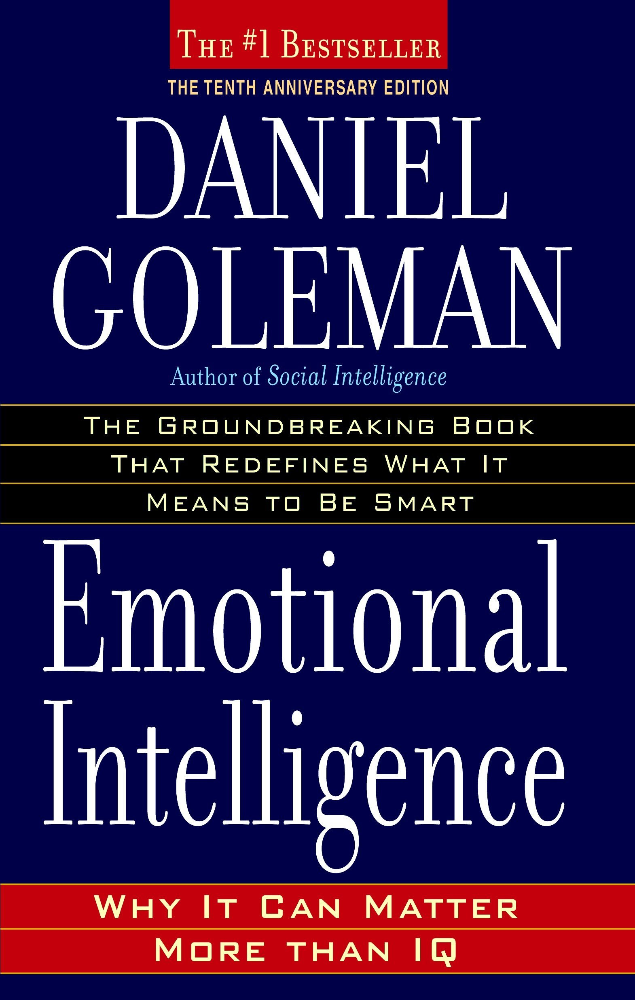 The #1 Bestseller
THE TENTH ANNIVERSARY EDITION
DANIEL
GOLEMAN
Author of Social Intelligence
The Groundbreaking Book
That Redefines What It
Means to Be Smart
Emotional
Intelligence
Why It Can Matter
More than IQ